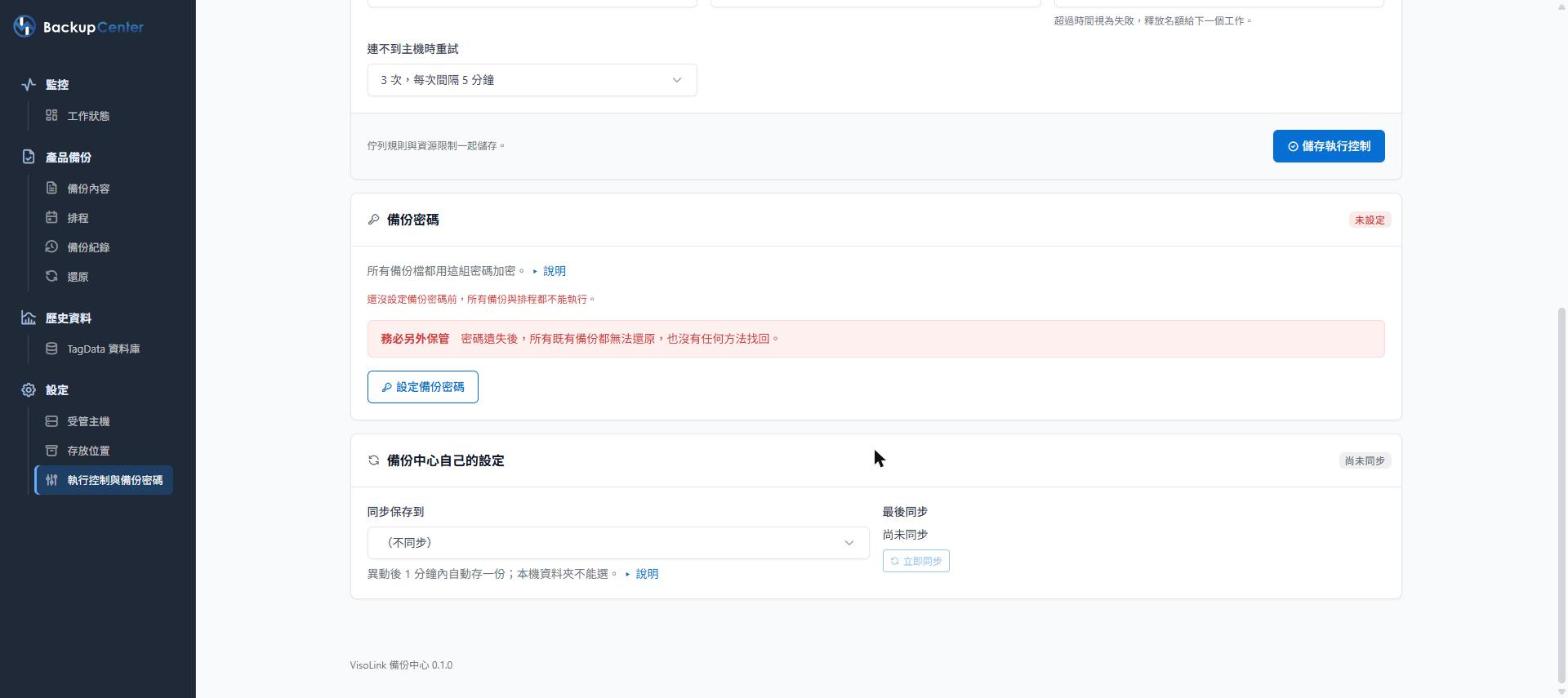 BackupCenter
監控
工作狀態
產品備份
備份內容
排程
備份紀錄
還原
歷史資料
TagData 資料庫
設定
受管主機
存放位置
執行控制與備份密碼
超過時間視為失敗，釋放名額給下一個工作。
連不到主機時重試
3 次，每次間隔 5 分鐘
佇列規則與資源限制一起儲存。
儲存執行控制
備份密碼
未設定
所有備份檔都用這組密碼加密。 ▸ 說明
還沒設定備份密碼前，所有備份與排程都不能執行。
務必另外保管 密碼遺失後，所有既有備份都無法還原，也沒有任何方法找回。
設定備份密碼
備份中心自己的設定
尚未同步
同步保存到
（不同步）
異動後 1 分鐘內自動存一份；本機資料夾不能選。 ▸ 說明
最後同步
尚未同步
立即同步
VisoLink 備份中心 0.1.0